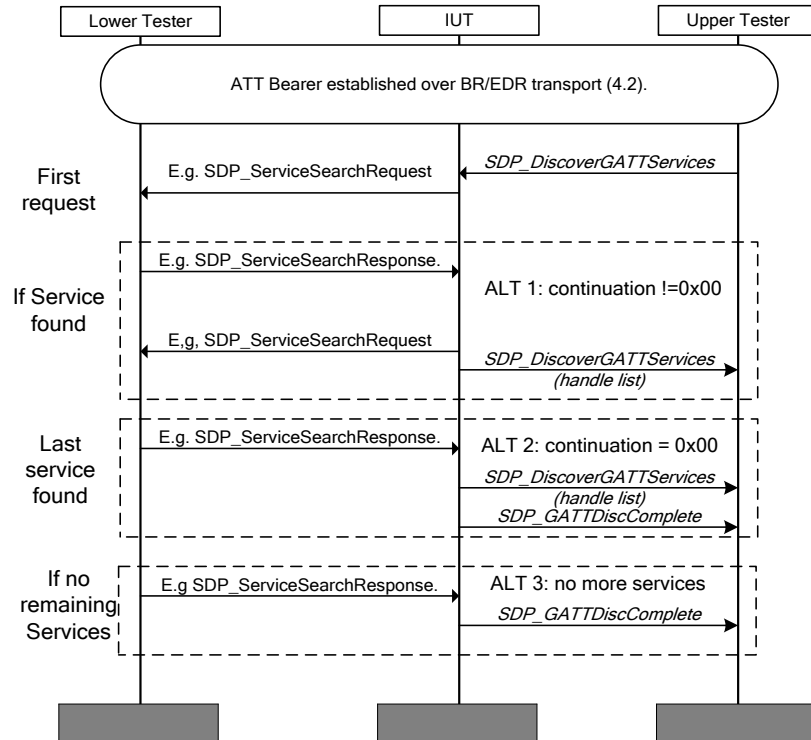 Lower Tester
IUT
Upper Tester
ATT Bearer established over BR/EDR transport (4.2).
First
request
E.g. SDP_ServiceSearchRequest
SDP_DiscoverGATTServices
If Service
found
E.g. SDP_ServiceSearchResponse.
ALT 1: continuation !=0x00
E,g, SDP_ServiceSearchRequest
SDP_DiscoverGATTServices
(handle list)
Last
service
found
E.g. SDP_ServiceSearchResponse.
ALT 2: continuation = 0x00
SDP_DiscoverGATTServices
(handle list)
SDP_GATTDiscComplete
If no
remaining
Services
E.g SDP_ServiceSearchResponse.
ALT 3: no more services
SDP_GATTDiscComplete